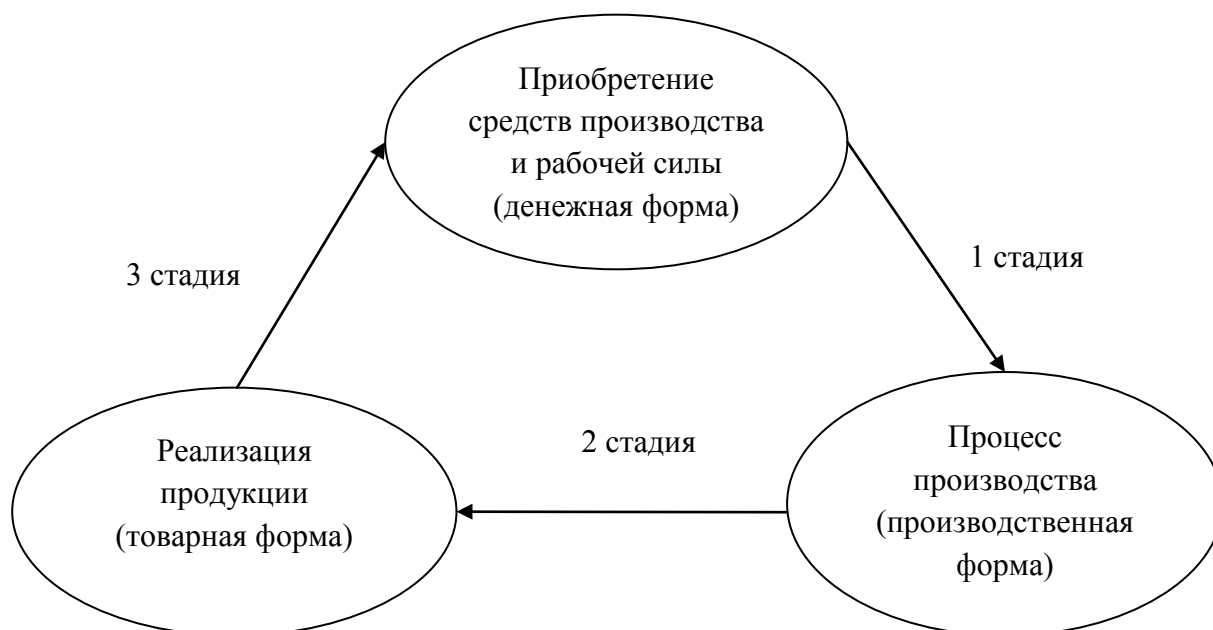 Приобретение
средств производства
и рабочей силы
(денежная форма)
3 стадия
1 стадия
2 стадия
Реализация
продукции
(товарная форма)
Процесс
производства
(производственная
форма)